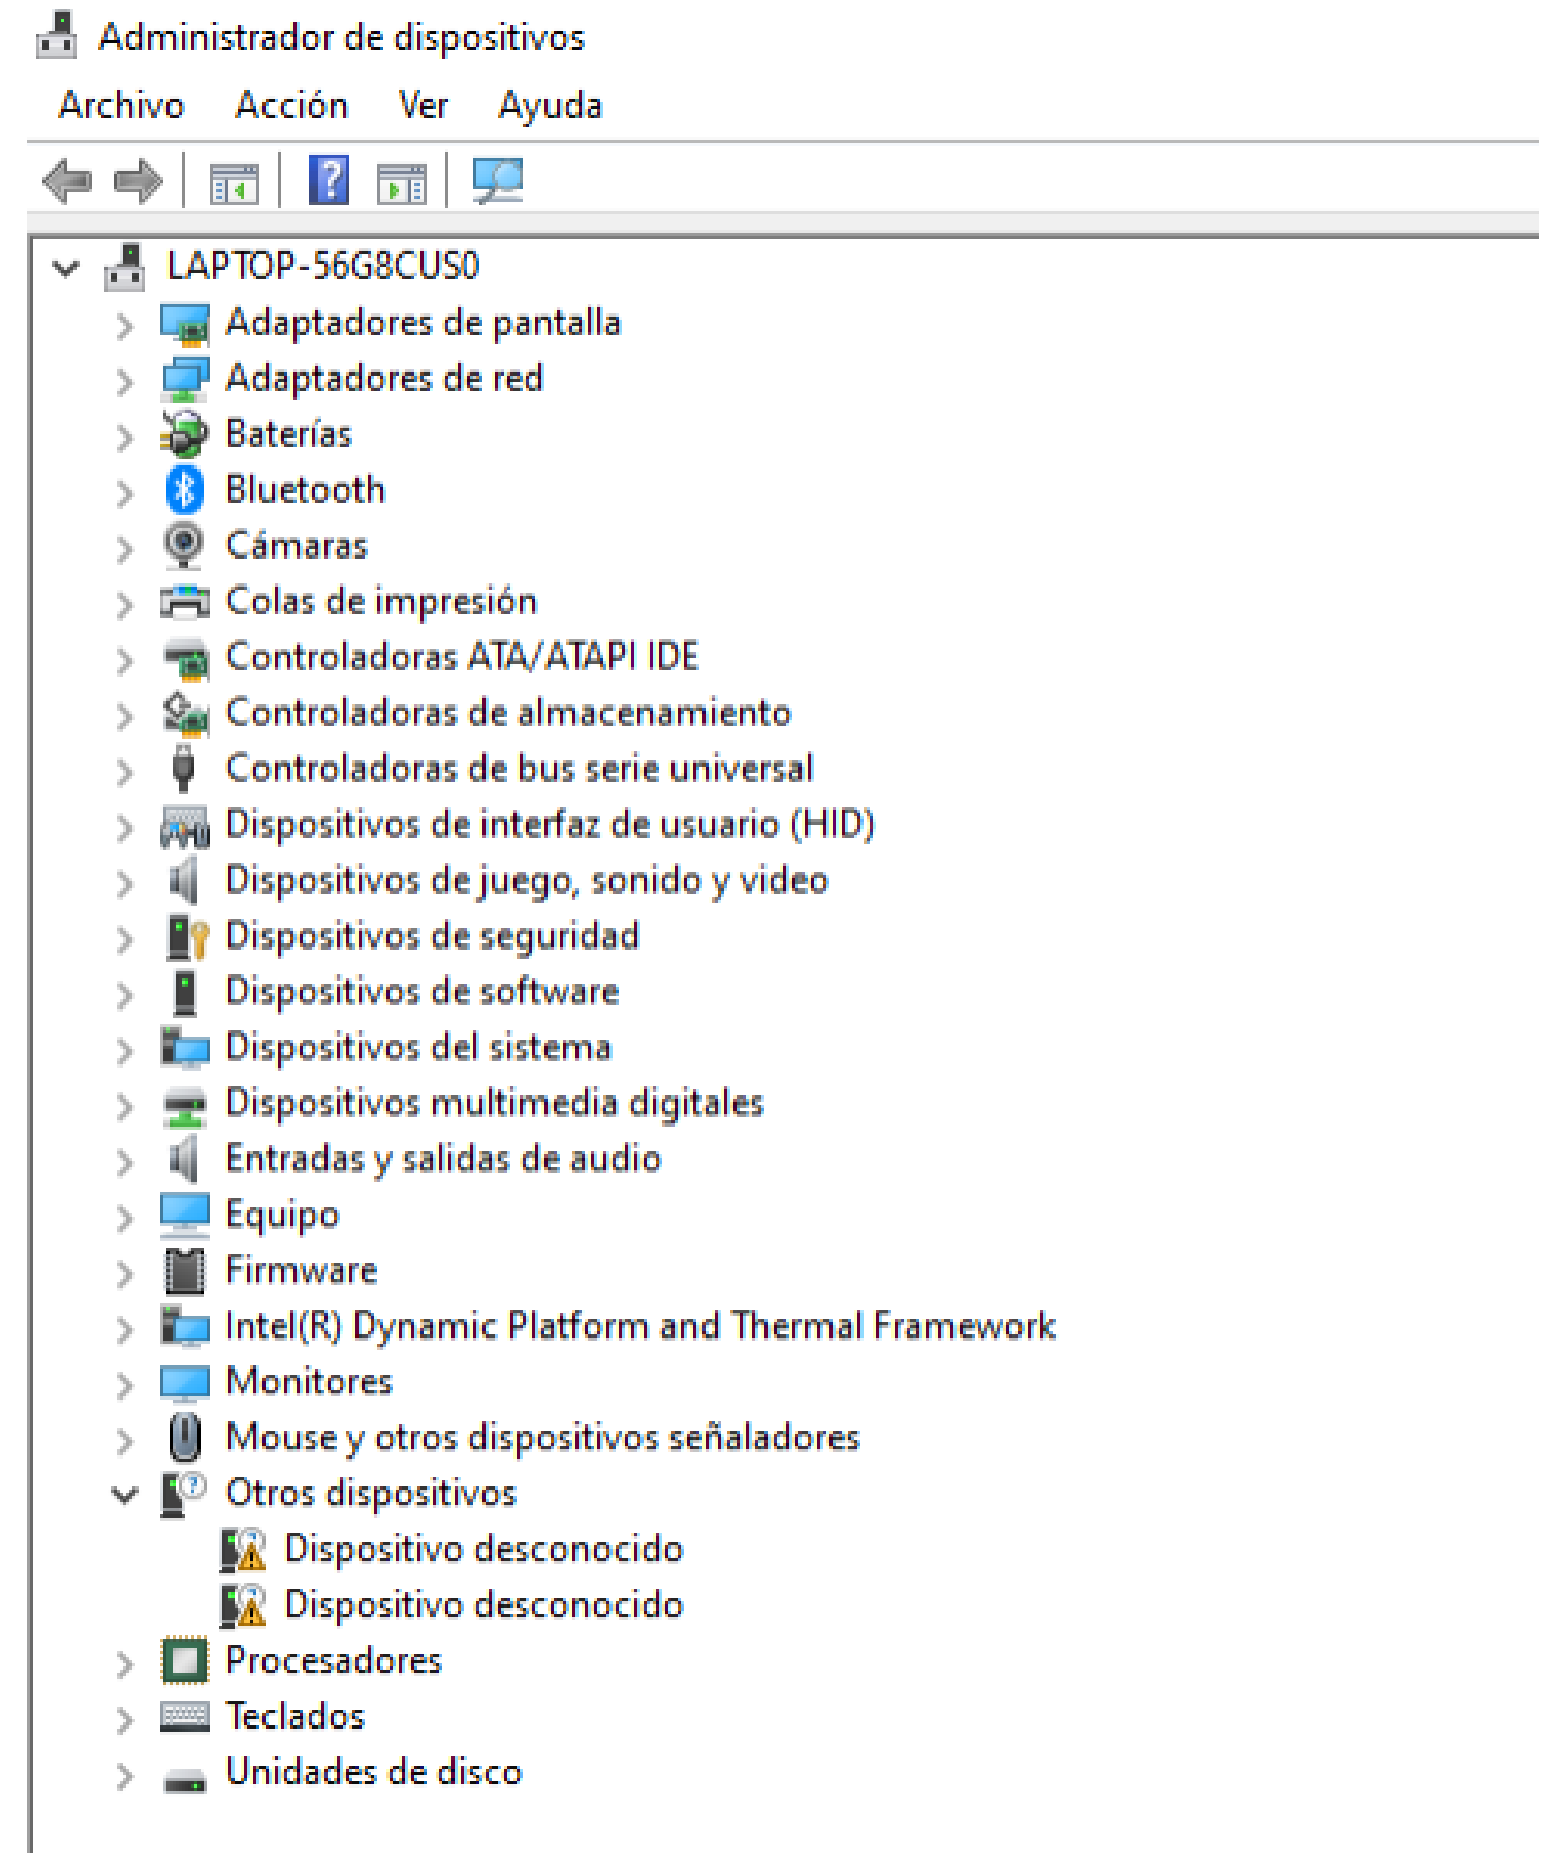 Administrador de dispositivos
Archivo Acción Ver Ayuda
LAPTOP-56G8CUS0
Adaptadores de pantalla
Adaptadores de red
Baterías
Bluetooth
Cámaras
Colas de impresión
Controladoras ATA/ATAPI IDE
Controladoras de almacenamiento
Controladoras de bus serie universal
Dispositivos de interfaz de usuario (HID)
Dispositivos de juego, sonido y video
Dispositivos de seguridad
Dispositivos de software
Dispositivos del sistema
Dispositivos multimedia digitales
Entradas y salidas de audio
Equipo
Firmware
Intel(R) Dynamic Platform and Thermal Framework
Monitores
Mouse y otros dispositivos señaladores
Otros dispositivos
Dispositivo desconocido
Dispositivo desconocido
Procesadores
Teclados
Unidades de disco